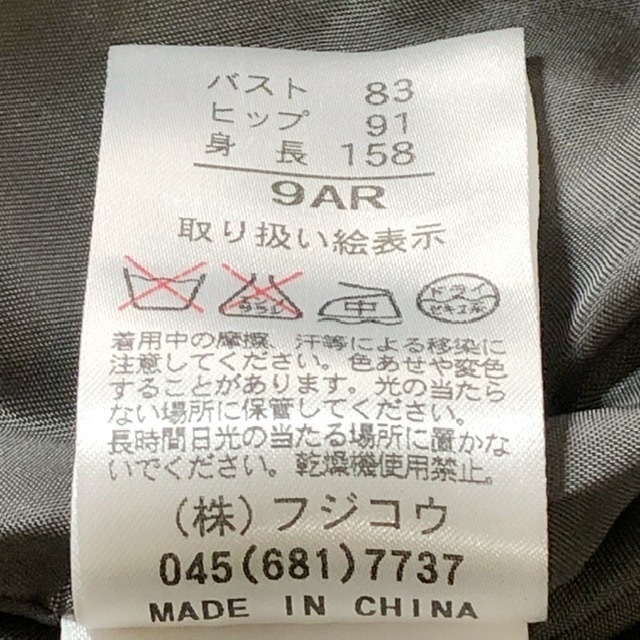 バスト 83
ヒップ 91
身長 158
9AR
取り扱い絵表示
エンソサラシ 中 ドライ セキユ系
着用中の摩擦、汗等による移染に
注意してください。色あせや変色
することがあります。光の当たら
ない場所に保管してください。
長時間日光の当たる場所に置かな
いでください。乾燥機使用禁止。
(株)フジコウ
045(681)7737
MADE IN CHINA